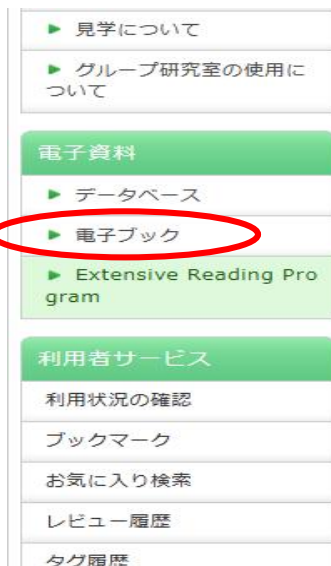 ▶ 見学について
▶ グループ研究室の使用に
ついて
電子資料
▶ データベース
▶ 電子ブック
▶ Extensive Reading Pro
gram
利用者サービス
利用状況の確認
ブックマーク
お気に入り検索
レビュー履歴
タグ履歴